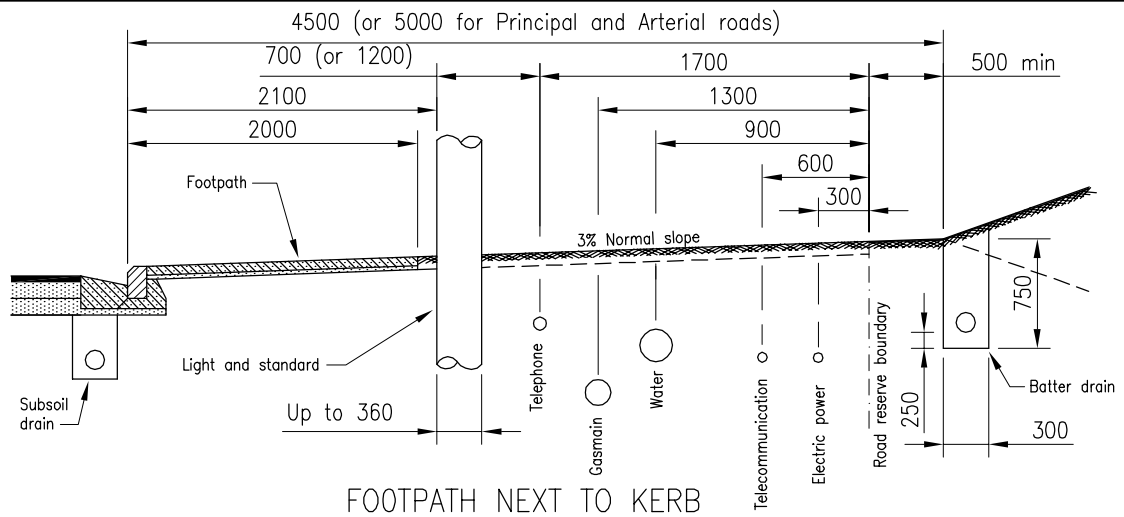 4500 (or 5000 for Principal and Arterial roads)
700 (or 1200)
1700
500 min
2100
1300
2000
900
600
Footpath
300
3% Normal slope
750
Light and standard
Telephone
Water
Road reserve boundary
250
Batter drain
Subsoil
drain
Up to 360
Gasmain
Telecommunication
Electric power
300
FOOTPATH NEXT TO KERB